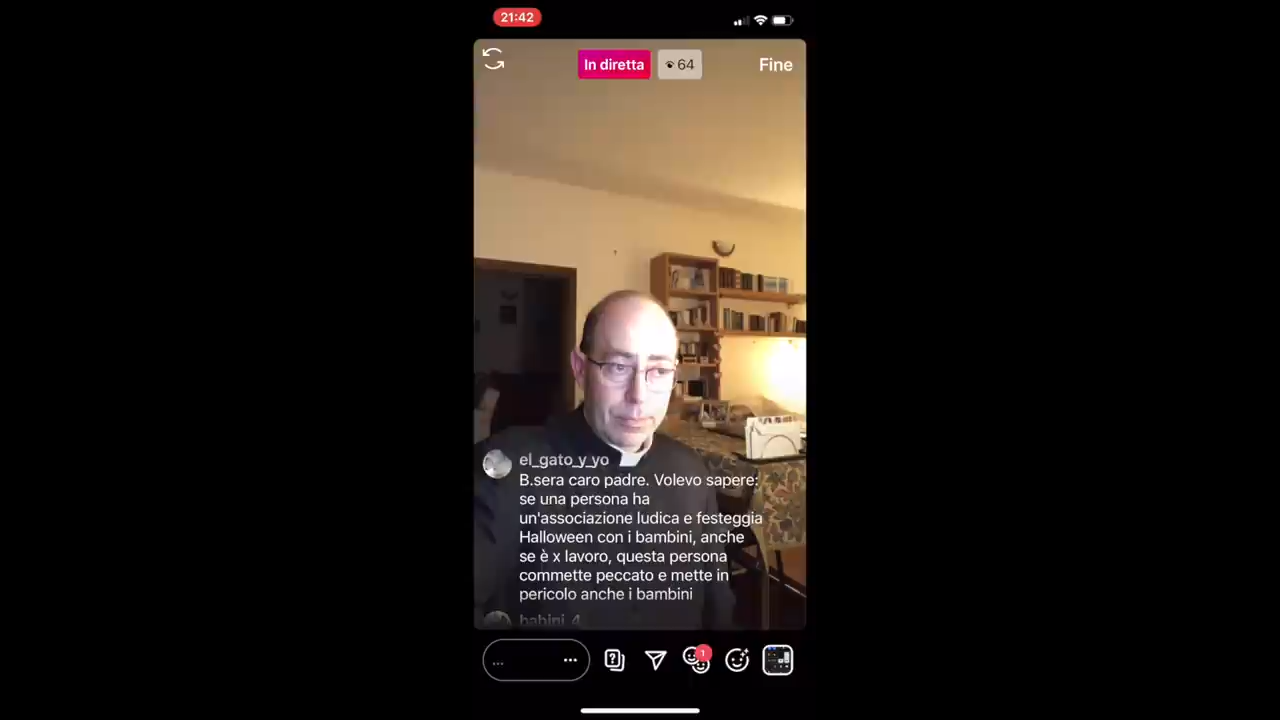 21:42
In diretta
64
Fine
el_gato_y_yo
B.sera caro padre. Volevo sapere:
se una persona ha
un'associazione ludica e festeggia
Halloween con i bambini, anche
se è x lavoro, questa persona
commette peccato e mette in
pericolo anche i bambini
babini_4
... ...
1